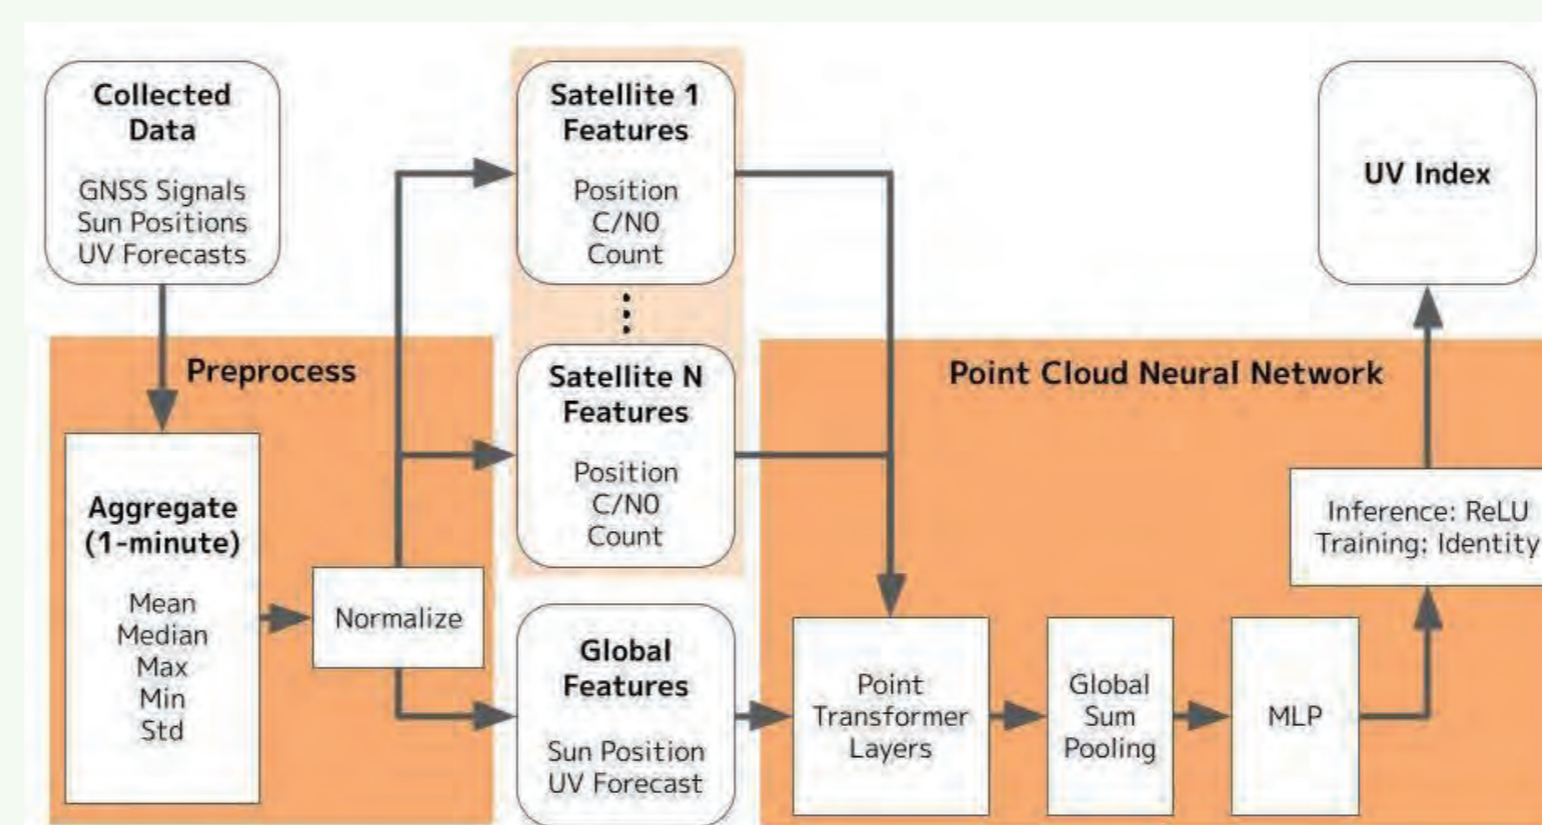 Collected
Data
GNSS Signals
Sun Positions
UV Forecasts
Preprocess
Aggregate
(1-minute)
Mean
Median
Max
Min
Std
Normalize
Satellite 1
Features
Position
C/N0
Count
Satellite N
Features
Position
C/N0
Count
Global
Features
Sun Position
UV Forecast
Point Cloud Neural Network
Point
Transformer
Layers
Global
Sum
Pooling
MLP
Inference: ReLU
Training: Identity
UV Index